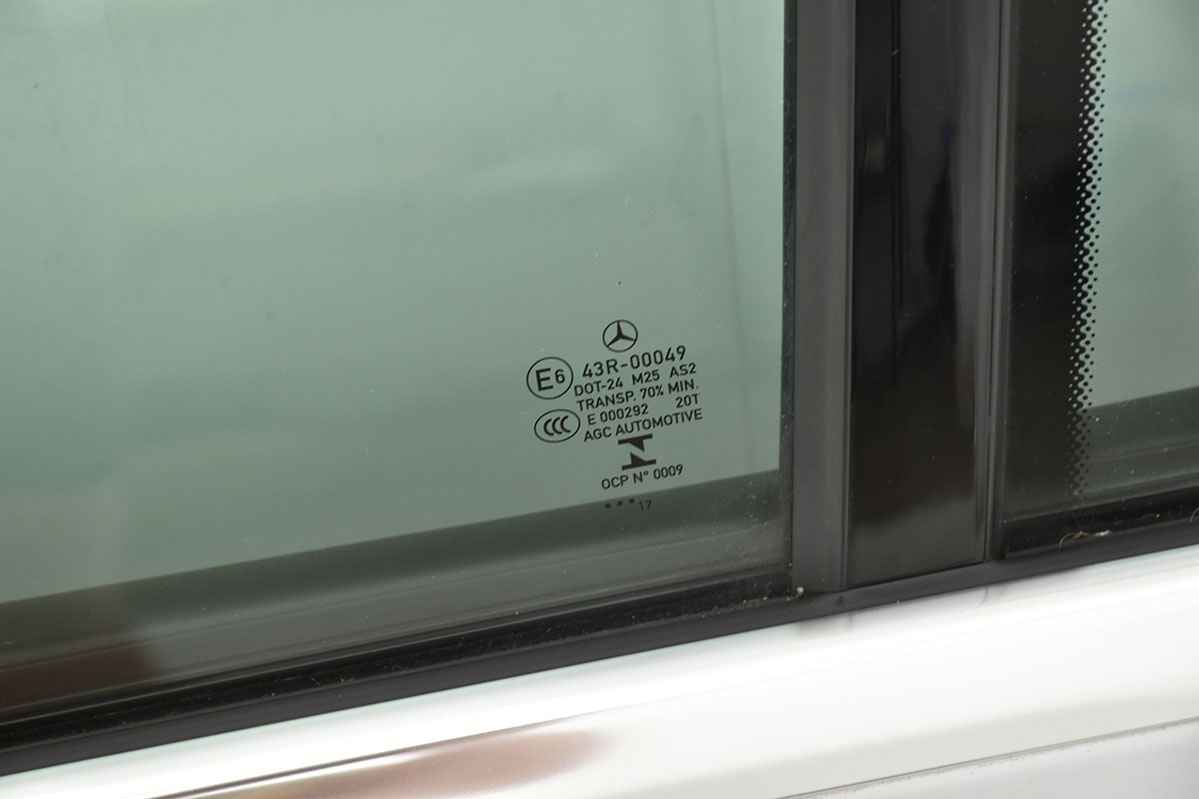 E6 43R-00049
DOT-24 M25 AS2
TRANSP. 70% MIN.
CCC E 000292 20T
AGC AUTOMOTIVE
OCP N° 0009
•••17